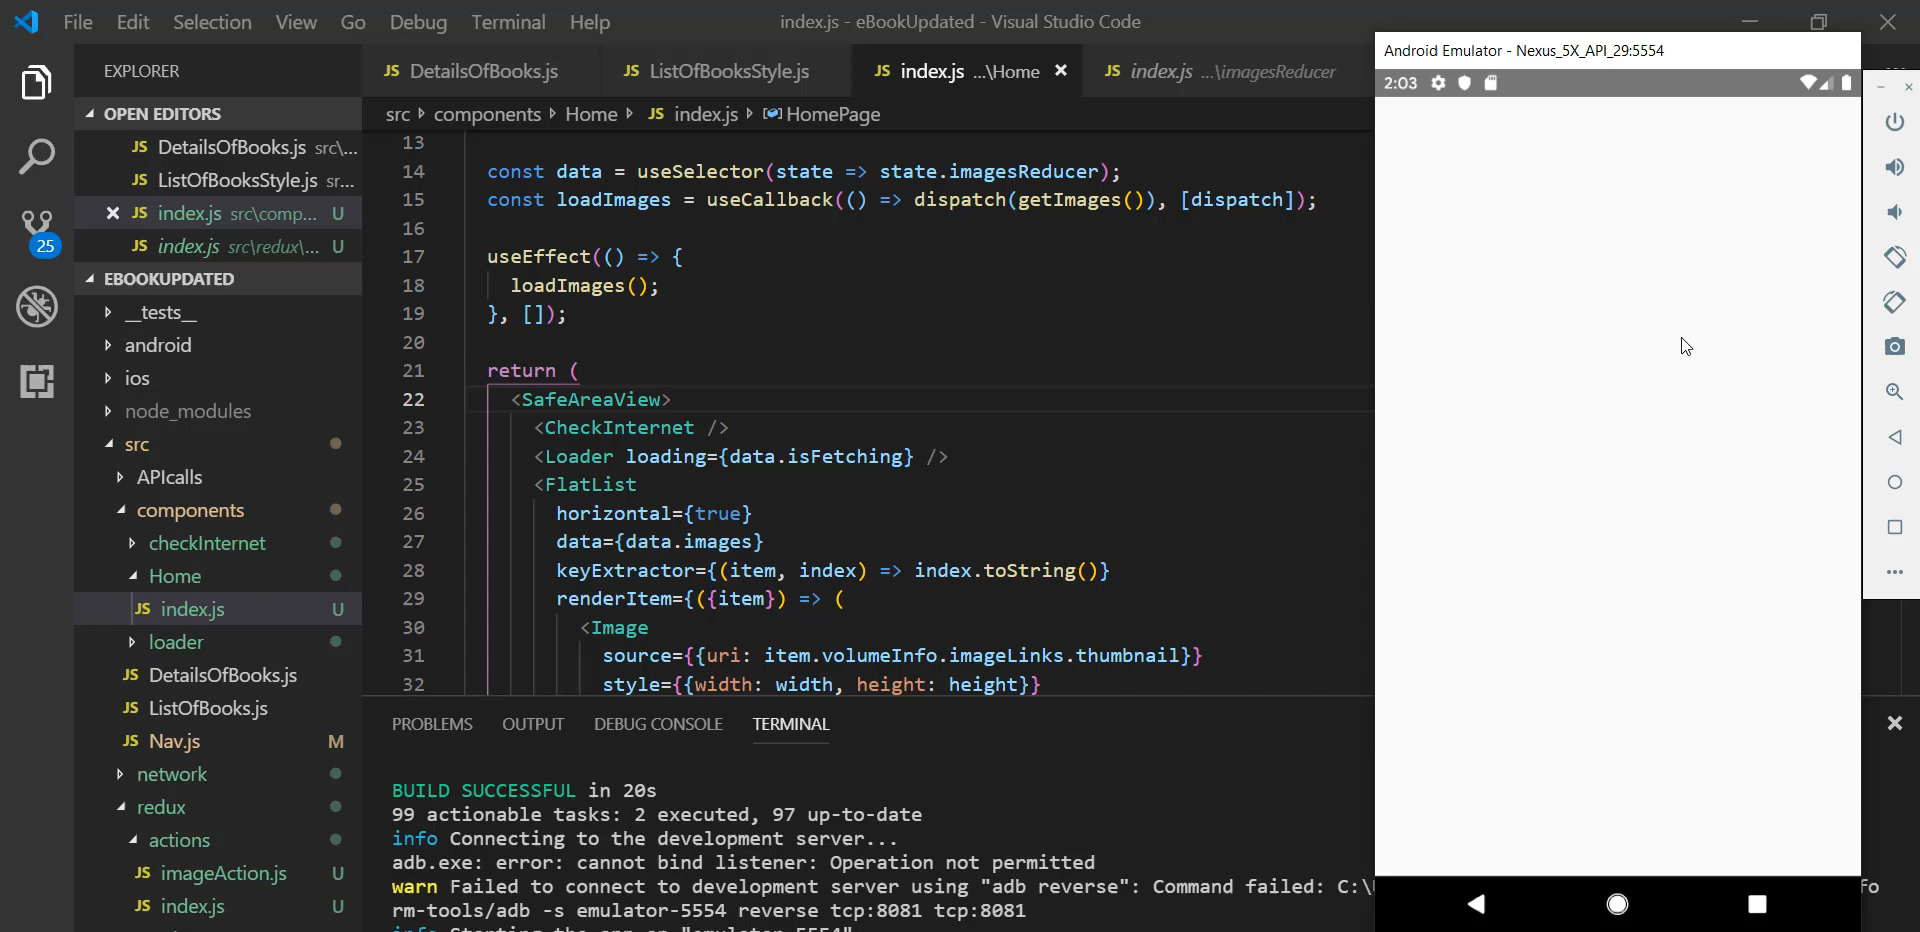 File Edit Selection View Go Debug Terminal Help
index.js - eBookUpdated - Visual Studio Code
EXPLORER
OPEN EDITORS
JS DetailsOfBooks.js src\...
JS ListOfBooksStyle.js sr...
JS index.js src\comp... U
JS index.js src\redux\... U
25
EBOOKUPDATED
__tests__
android
ios
node_modules
src
APIcalls
components
checkInternet
Home
JS index.js U
loader
JS DetailsOfBooks.js
JS ListOfBooks.js
JS Nav.js M
network
redux
actions
JS imageAction.js U
JS index.js U
JS DetailsOfBooks.js JS ListOfBooksStyle.js JS index.js ...\Home JS index.js ...\imagesReducer
src components Home JS index.js HomePage
13
14 const data = useSelector(state => state.imagesReducer);
15 const loadImages = useCallback(() => dispatch(getImages()), [dispatch]);
16
17 useEffect(() => {
18 loadImages();
19 }, []);
20
21 return (
22 <SafeAreaView>
23 <CheckInternet />
24 <Loader loading={data.isFetching} />
25 <FlatList
26 horizontal={true}
27 data={data.images}
28 keyExtractor={(item, index) => index.toString()}
29 renderItem={({item}) => (
30 <Image
31 source={{uri: item.volumeInfo.imageLinks.thumbnail}}
32 style={{width: width, height: height}}
PROBLEMS OUTPUT DEBUG CONSOLE TERMINAL
BUILD SUCCESSFUL in 20s
99 actionable tasks: 2 executed, 97 up-to-date
info Connecting to the development server...
adb.exe: error: cannot bind listener: Operation not permitted
warn Failed to connect to development server using "adb reverse": Command failed: C:\ fo
rm-tools/adb -s emulator-5554 reverse tcp:8081 tcp:8081
info Starting the app on "emulator-5554"
Android Emulator - Nexus_5X_API_29:5554
2:03